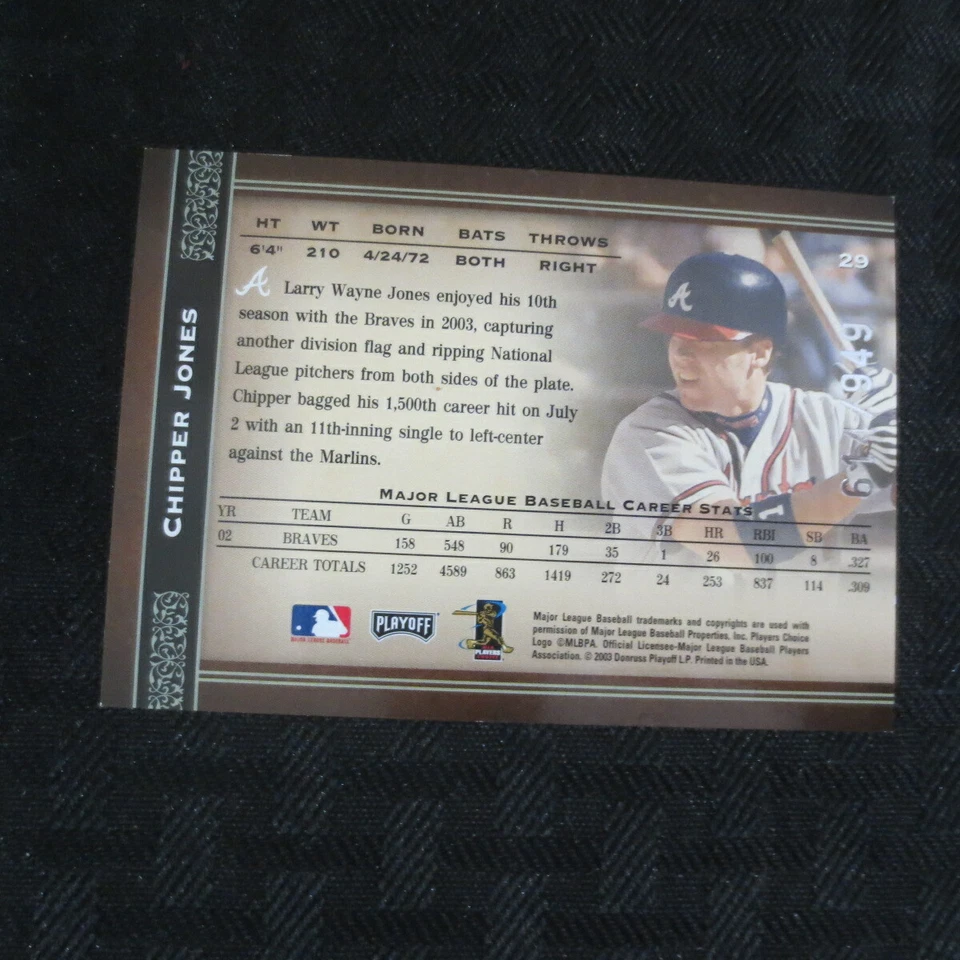 CHIPPER JONES
HT WT BORN BATS THROWS
6'4" 210 4/24/72 BOTH RIGHT
29
A Larry Wayne Jones enjoyed his 10th
season with the Braves in 2003, capturing
another division flag and ripping National
League pitchers from both sides of the plate.
Chipper bagged his 1,500th career hit on July
2 with an 11th-inning single to left-center
against the Marlins.
A
/949
MAJOR LEAGUE BASEBALL CAREER STATS
YR TEAM G AB R H 2B 3B HR RBI SB BA
02 BRAVES 158 548 90 179 35 1 26 100 8 .327
CAREER TOTALS 1252 4589 863 1419 272 24 253 837 114 .309
MAJOR LEAGUE BASEBALL
PLAYOFF
PLAYERS
Major League Baseball trademarks and copyrights are used with
permission of Major League Baseball Properties, Inc. Players Choice
Logo ©MLBPA. Official Licensee-Major League Baseball Players
Association. © 2003 Donruss Playoff L.P. Printed in the USA.